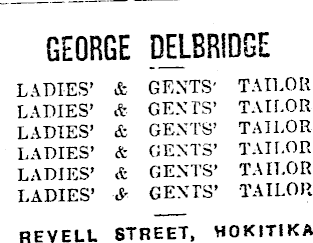 GEORGE DELBRIDGE
LADIES' & GENTS' TAILOR
LADIES' & GENTS' TAILOR
LADIES' & GENTS' TAILOR
LADIES' & GENTS' TAILOR
LADIES' & GENTS' TAILOR
LADIES' & GENTS' TAILOR
REVELL STREET, HOKITIKA